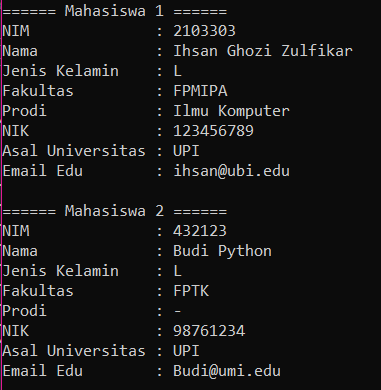 ====== Mahasiswa 1 ======
NIM : 2103303
Nama : Ihsan Ghozi Zulfikar
Jenis Kelamin : L
Fakultas : FPMIPA
Prodi : Ilmu Komputer
NIK : 123456789
Asal Universitas : UPI
Email Edu : ihsan@ubi.edu
====== Mahasiswa 2 ======
NIM : 432123
Nama : Budi Python
Jenis Kelamin : L
Fakultas : FPTK
Prodi : -
NIK : 98761234
Asal Universitas : UPI
Email Edu : Budi@umi.edu